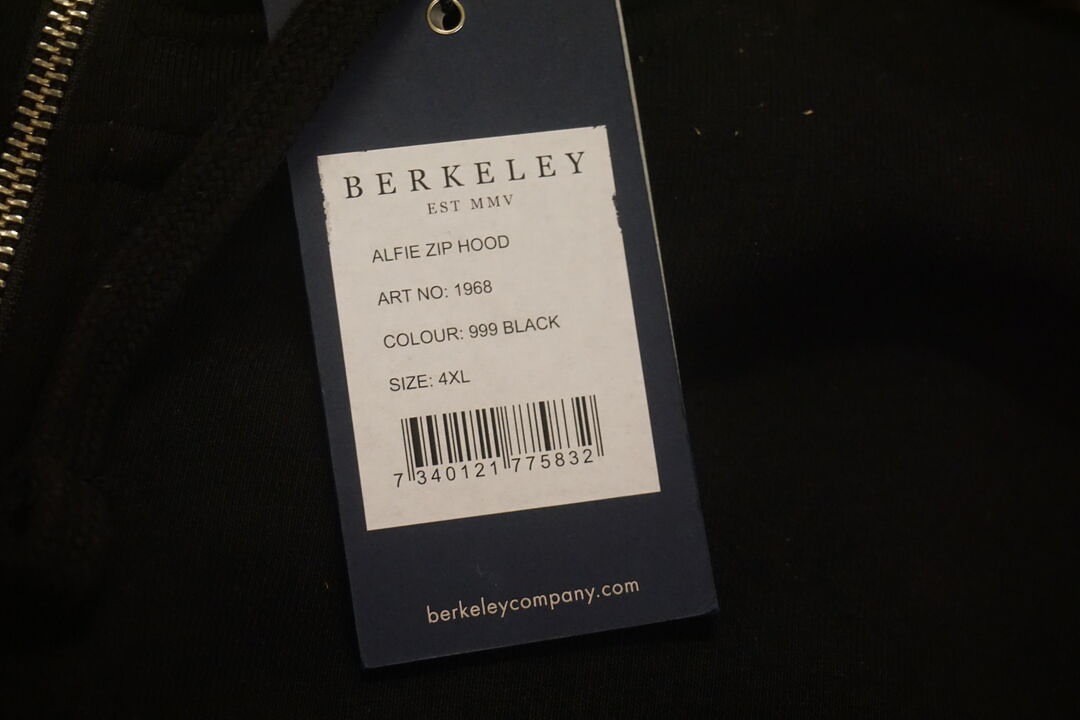 BERKELEY
EST MMV
ALFIE ZIP HOOD
ART NO: 1968
COLOUR: 999 BLACK
SIZE: 4XL
7 340121 775832
berkeleycompany.com